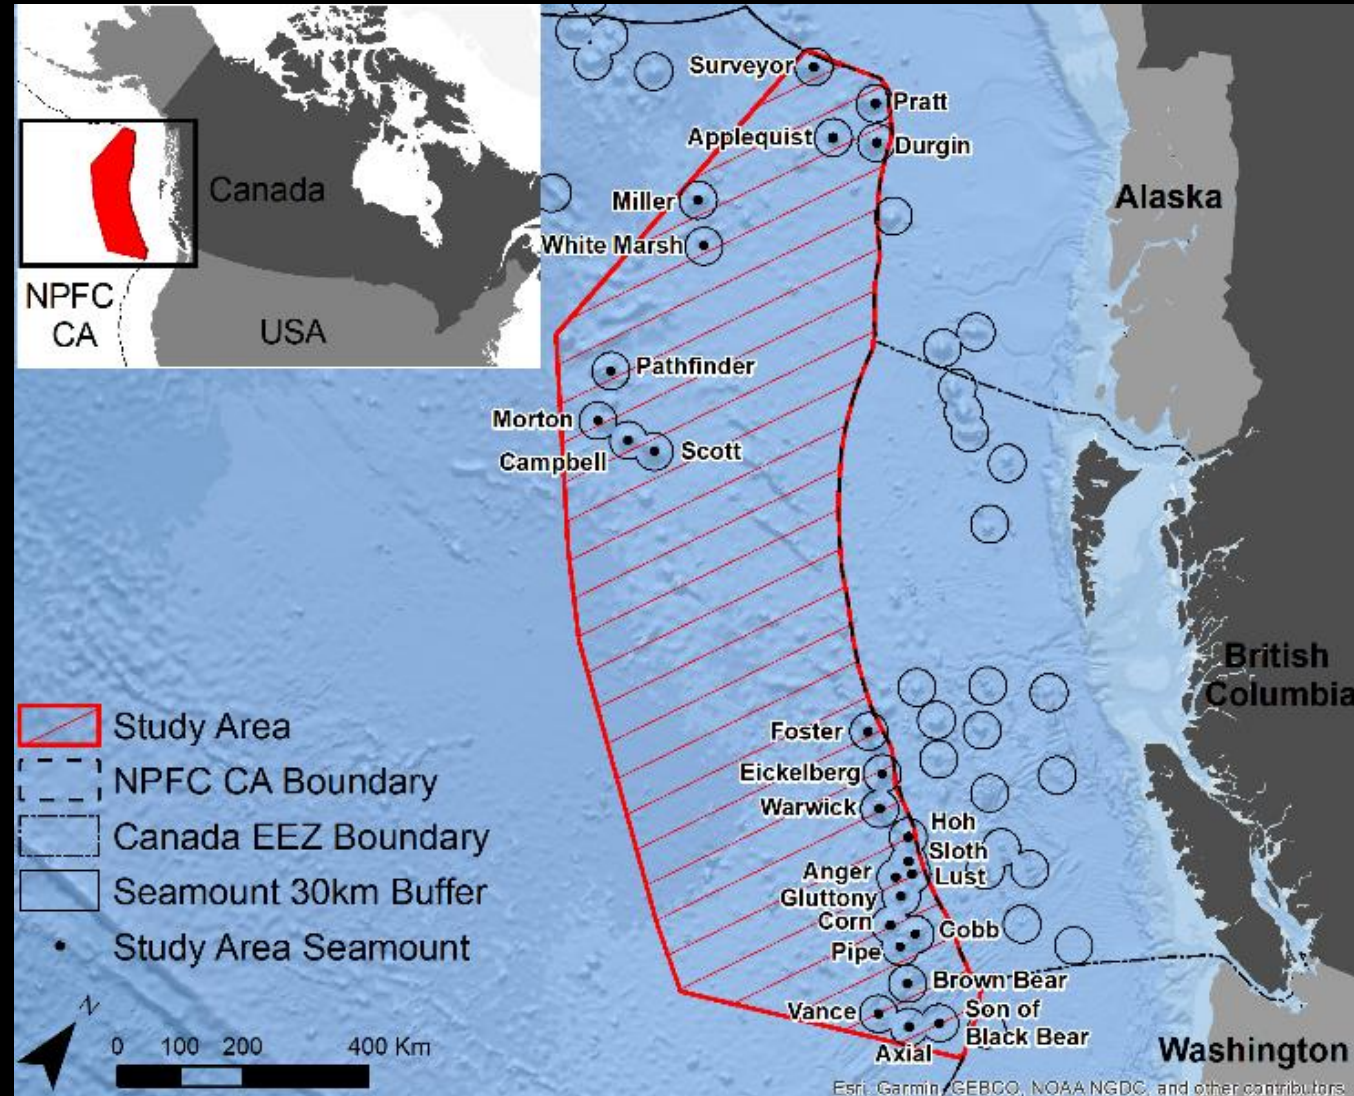 Canada
NPFC
CA
USA
Surveyor
Pratt
Applequist
Durgin
Miller
White Marsh
Alaska
Pathfinder
Morton
Campbell
Scott
British
Columbia
Foster
Eickelberg
Warwick
Hoh
Sloth
Anger
Lust
Gluttony
Corn
Cobb
Pipe
Brown Bear
Vance
Son of
Black Bear
Axial
Washington
Study Area
NPFC CA Boundary
Canada EEZ Boundary
Seamount 30km Buffer
Study Area Seamount
N
0 100 200 400 Km
Esri, Garmin, GEBCO, NOAA NGDC, and other contributors